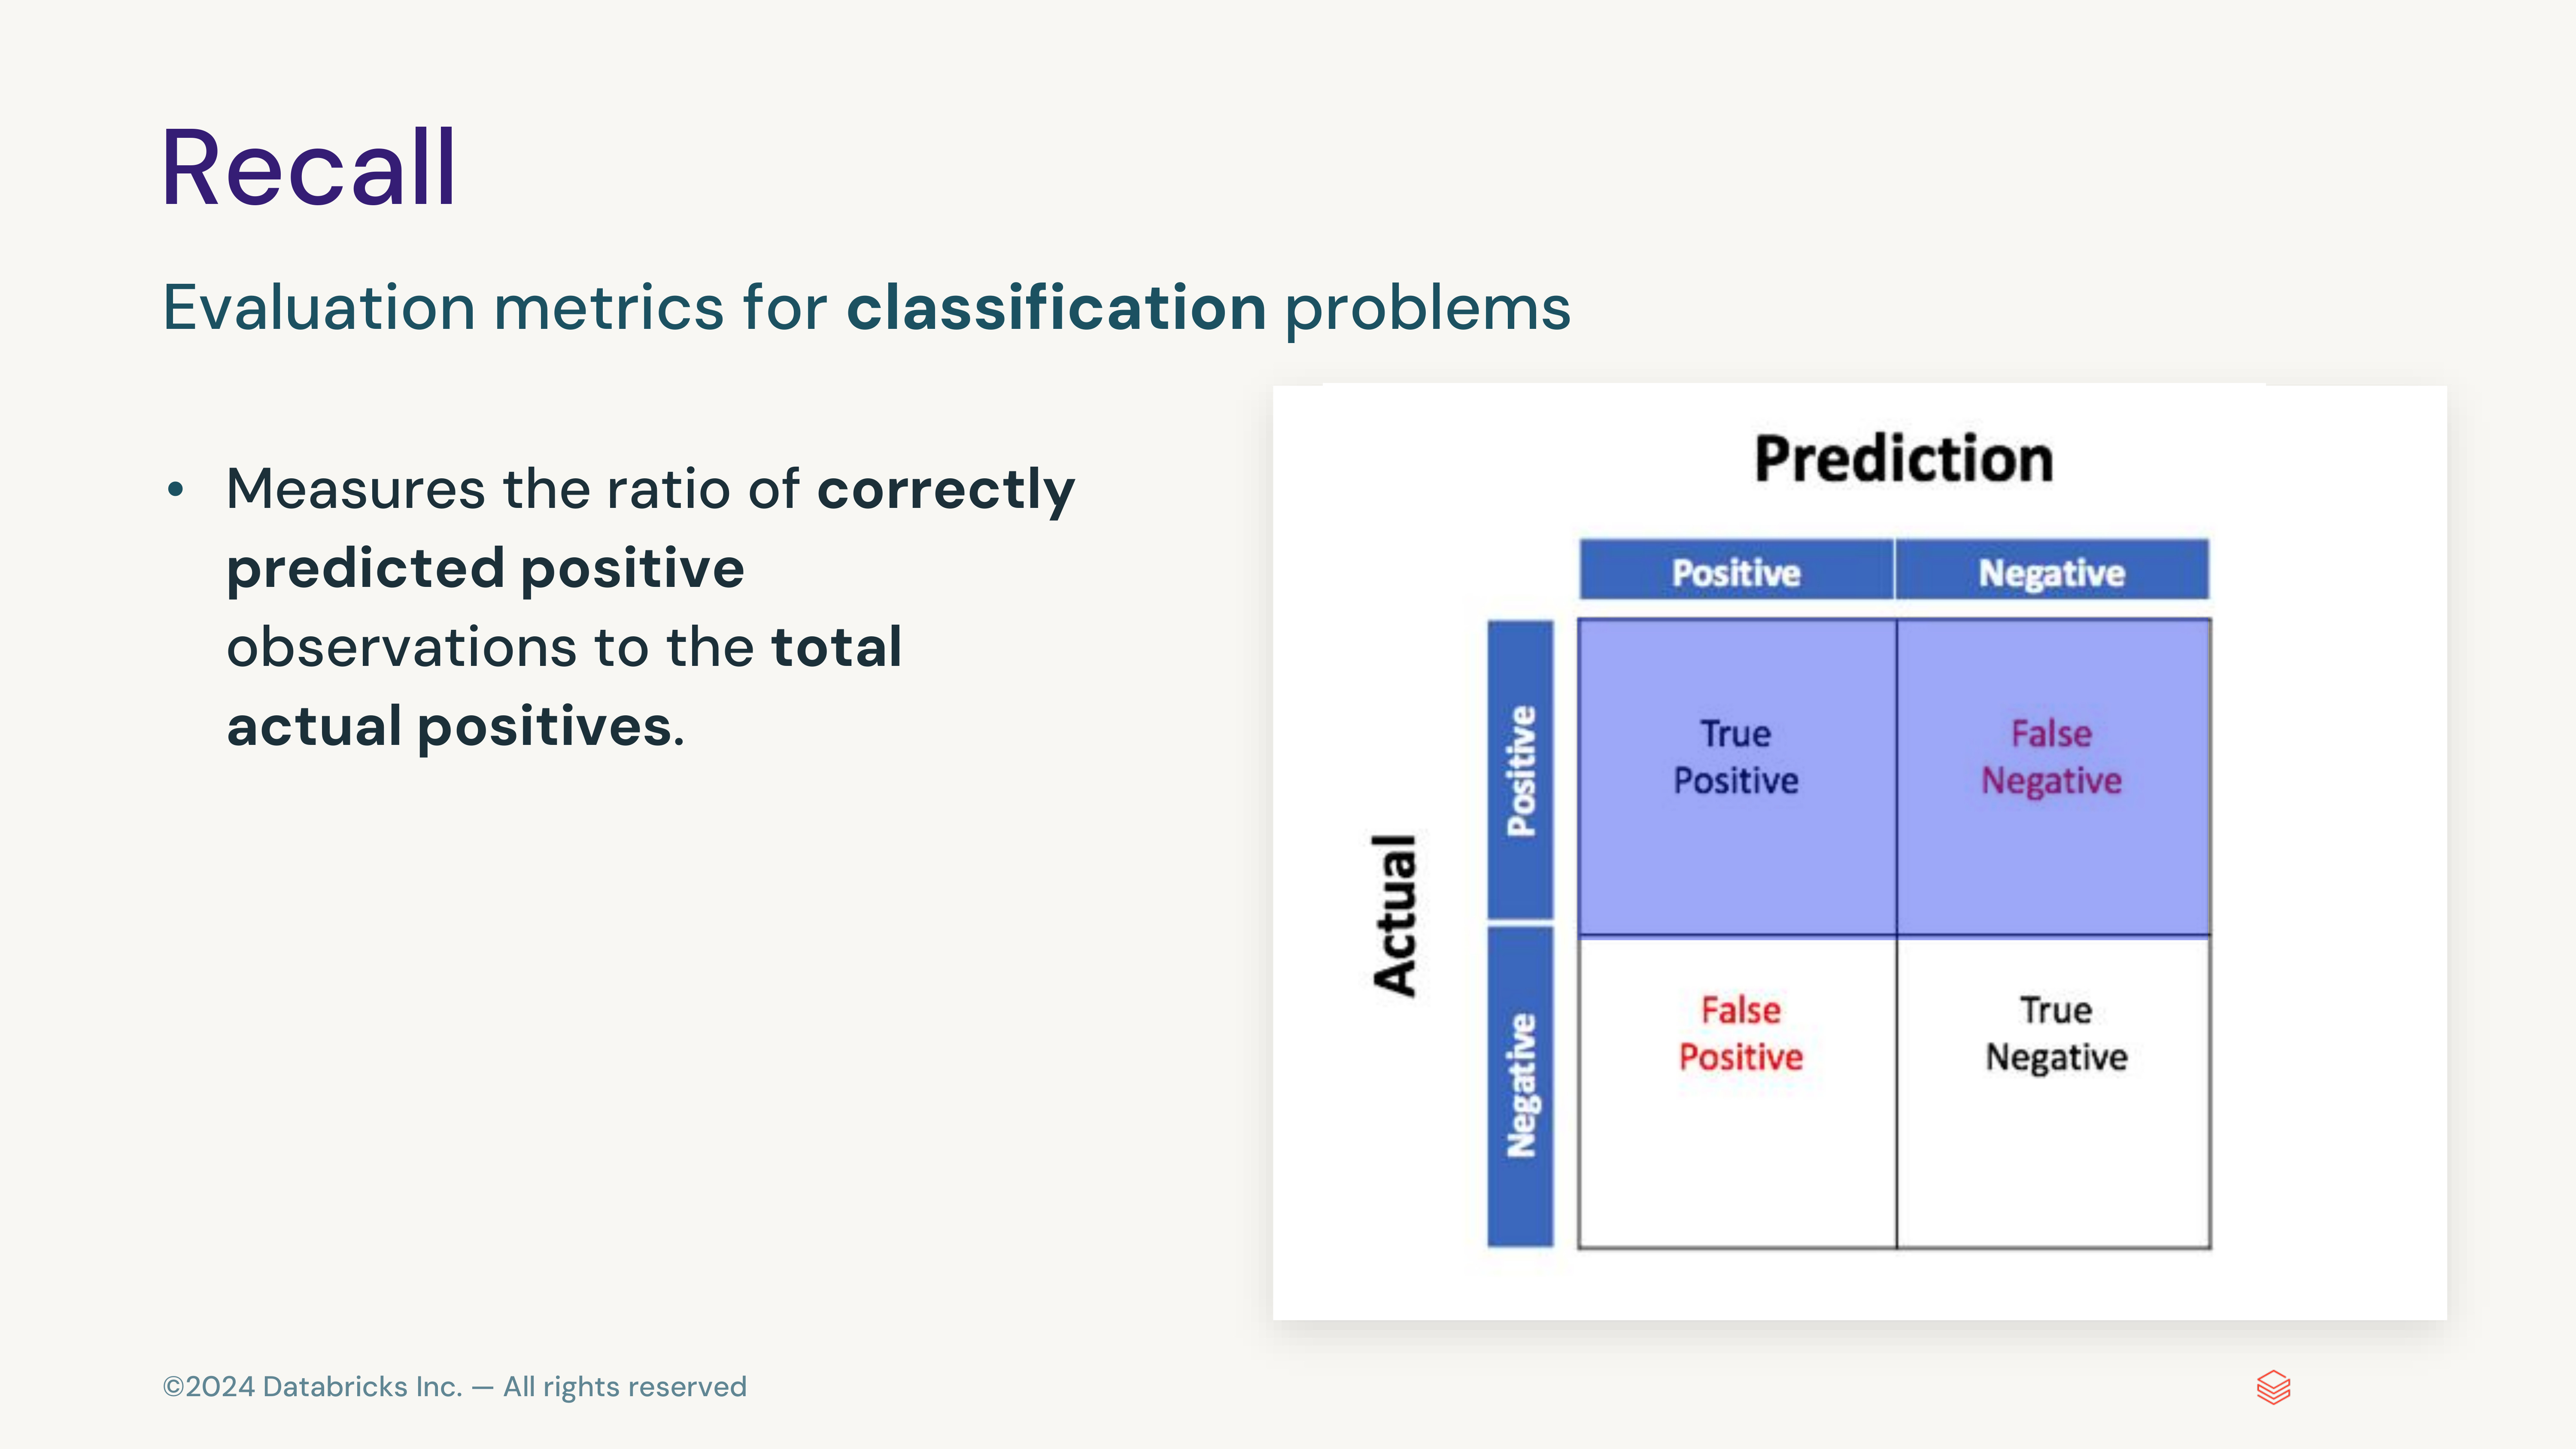 Recall
Evaluation metrics for classification problems
• Measures the ratio of correctly
predicted positive
observations to the total
actual positives.
Prediction
Positive Negative
Actual
Positive
True
Positive
False
Negative
Negative
False
Positive
True
Negative
©2024 Databricks Inc. — All rights reserved